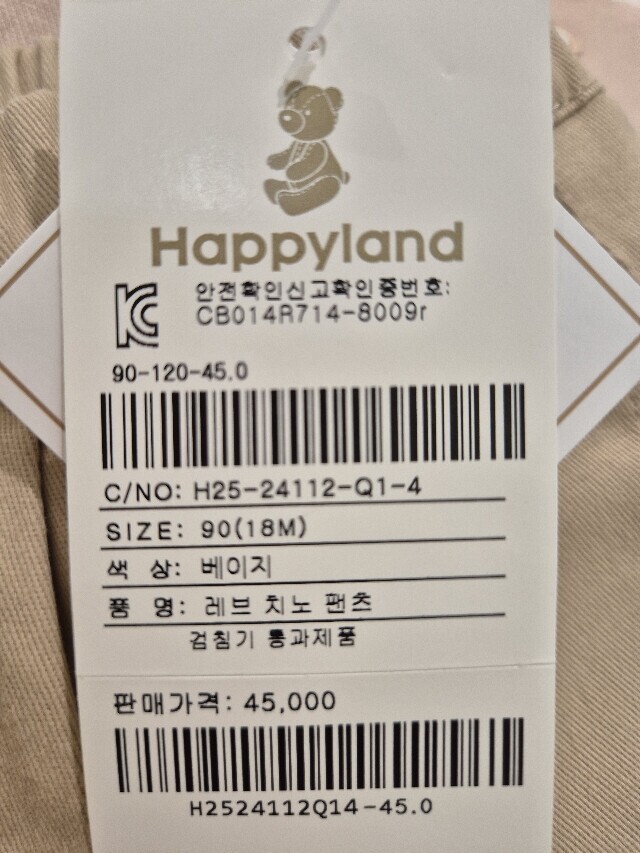 Happyland
안전확인신고확인증번호:
CB014R714-8009r
90-120-45.0
C/NO: H25-24112-Q1-4
SIZE: 90(18M)
색 상: 베이지
품 명: 레브 치노 팬츠
검침기 통과제품
판매가격: 45,000
H2524112Q14-45.0